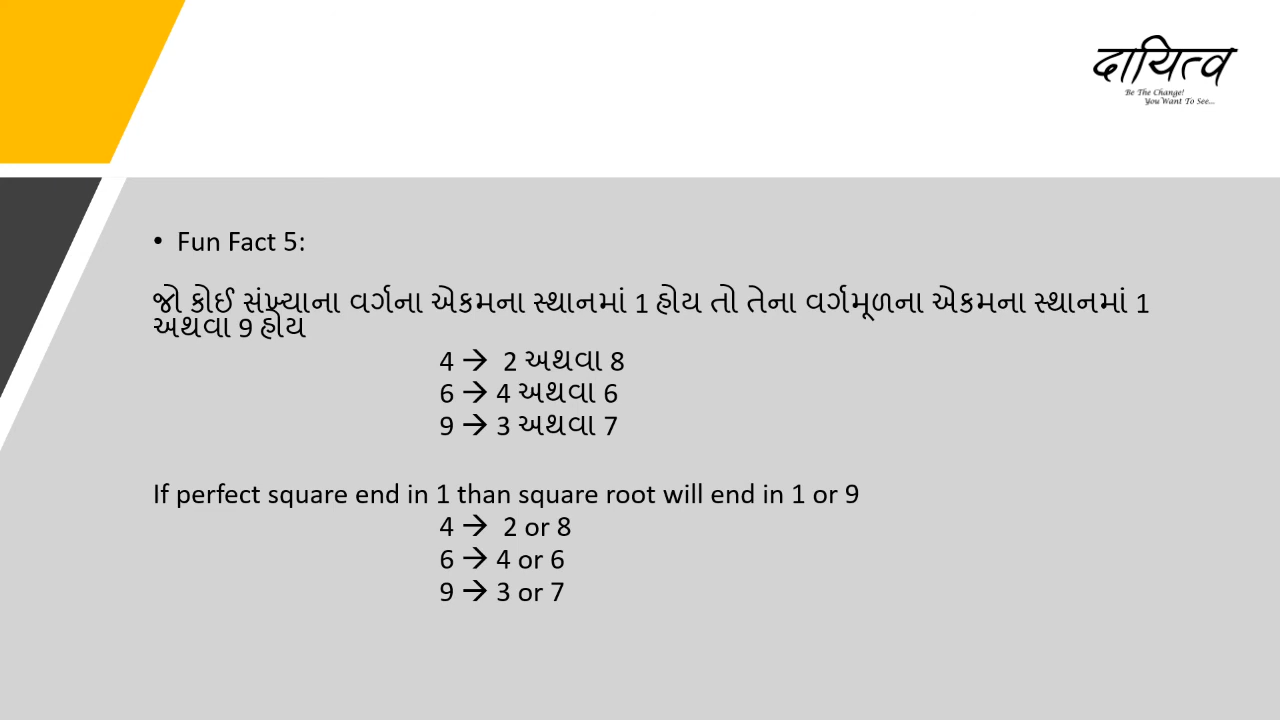 दायित्व
Be The Change!
You Want To See...
• Fun Fact 5:
જો કોઈ સંખ્યાના વર્ગના એકમના સ્થાનમાં 1 હોય તો તેના વર્ગમૂળના એકમના સ્થાનમાં 1
અથવા 9 હોય
4 → 2 અથવા 8
6 → 4 અથવા 6
9 → 3 અથવા 7
If perfect square end in 1 than square root will end in 1 or 9
4 → 2 or 8
6 → 4 or 6
9 → 3 or 7